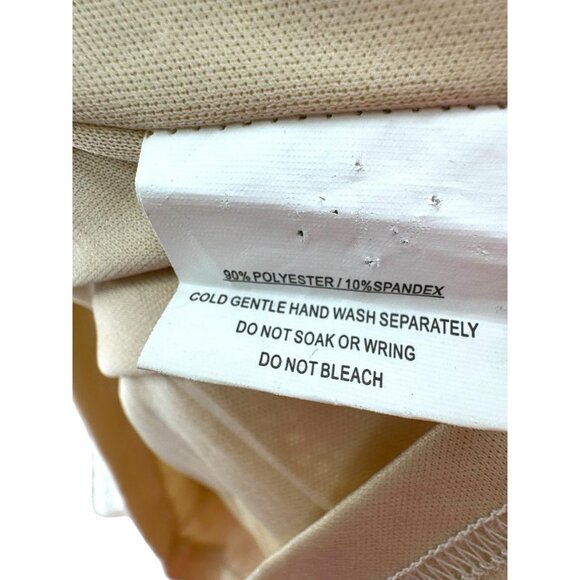 90% POLYESTER / 10%SPANDEX
COLD GENTLE HAND WASH SEPARATELY
DO NOT SOAK OR WRING
DO NOT BLEACH